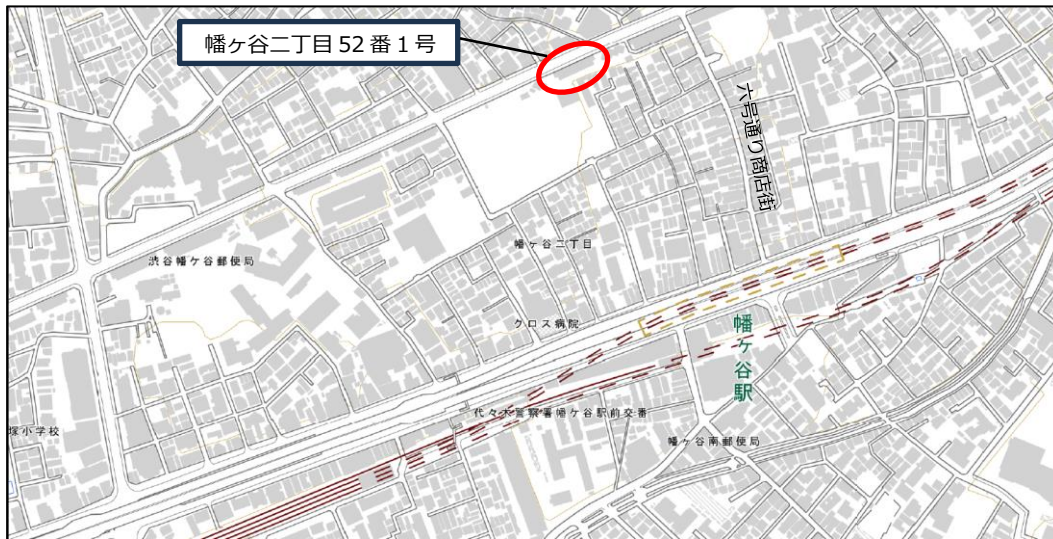 幡ヶ谷二丁目 52 番 1 号
六号通り商店街
幡ヶ谷二丁目
渋谷幡ケ谷郵便局
クロス病院
幡ヶ谷駅
代々木警察署幡ケ谷駅前交番
塚小学校
幡ヶ谷南郵便局